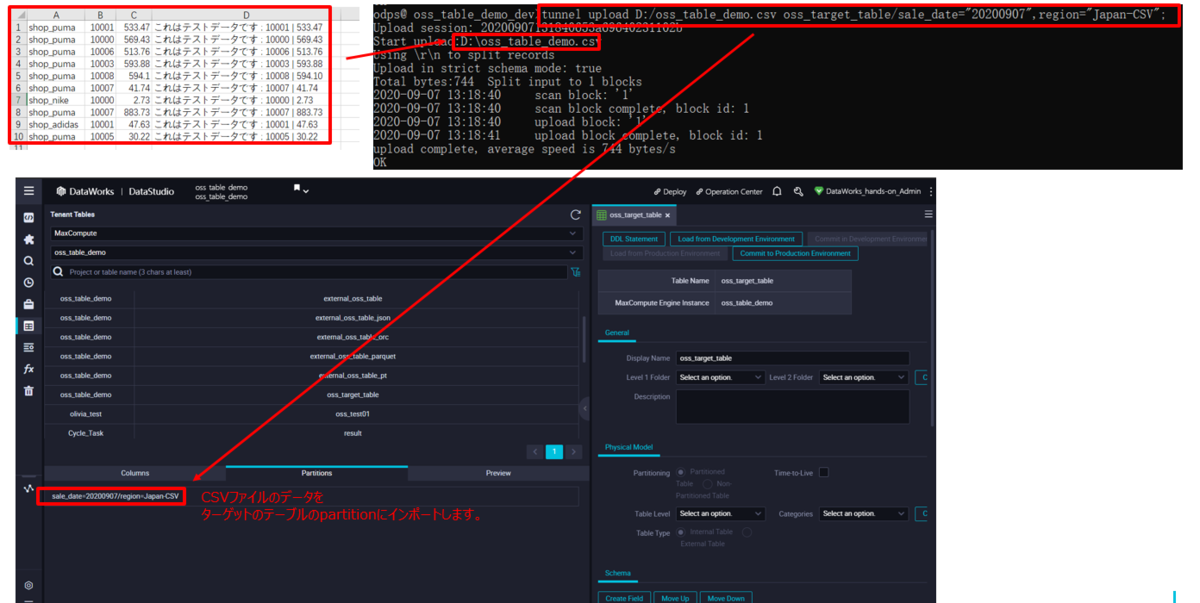 A B C D
1 shop_puma 10001 533.47 これはテストデータです : 10001 | 533.47
2 shop_puma 10000 569.43 これはテストデータです : 10000 | 569.43
3 shop_puma 10006 513.76 これはテストデータです : 10006 | 513.76
4 shop_puma 10003 593.88 これはテストデータです : 10003 | 593.88
5 shop_puma 10008 594.1 これはテストデータです : 10008 | 594.10
6 shop_puma 10007 41.74 これはテストデータです : 10007 | 41.74
7 shop_nike 10000 2.73 これはテストデータです : 10000 | 2.73
8 shop_puma 10007 883.73 これはテストデータです : 10007 | 883.73
9 shop_adidas 10001 47.63 これはテストデータです : 10001 | 47.63
10 shop_puma 10005 30.22 これはテストデータです : 10005 | 30.22
11
odps@ oss_table_demo_dev>tunnel upload D:/oss_table_demo.csv oss_target_table/sale_date="20200907",region="Japan-CSV";
Upload session:
Start upload:D:\oss_table_demo.csv
Using \r\n to split records
Upload in strict schema mode: true
Total bytes:744 Split input to 1 blocks
2020-09-07 13:18:40 scan block: '1'
2020-09-07 13:18:40 scan block complete, block id: 1
2020-09-07 13:18:40 upload block: '1'
2020-09-07 13:18:41 upload block complete, block id: 1
upload complete, average speed is 744 bytes/s
OK
DataWorks | DataStudio
oss table demo
oss_table_demo
Deploy Operation Center DataWorks_hands-on_Admin
Tenant Tables
MaxCompute
oss_table_demo
Project or table name (3 chars at least)
oss_table_demo external_oss_table
oss_table_demo external_oss_table_json
oss_table_demo external_oss_table_orc
oss_table_demo external_oss_table_parquet
oss_table_demo external_oss_table_pt
oss_table_demo oss_target_table
olivia_test oss_test01
Cycle_Task result
< 1 >
Columns Partitions Preview
sale_date=20200907/region=Japan-CSV
CSVファイルのデータを
ターゲットのテーブルのpartitionにインポートします。
oss_target_table ×
DDL Statement Load from Development Environment Commit to Development Environmen
Load from Production Environment Commit to Production Environment
Table Name oss_target_table
MaxCompute Engine Instance oss_table_demo
General
Display Name oss_target_table
Level 1 Folder Select an option. Level 2 Folder Select an option. C
Description
Physical Model
Partitioning Partitioned Time-to-Live
Table Non-
Partitioned Table
Table Level Select an option. Categories Select an option. C
Table Type Internal Table
External Table
Schema
Create Field Move Up Move Down